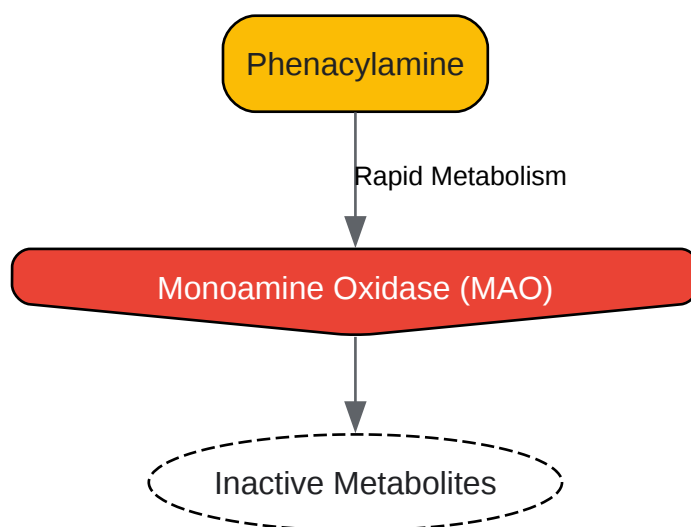 Phenacylamine
Rapid Metabolism
Monoamine Oxidase (MAO)
Inactive Metabolites